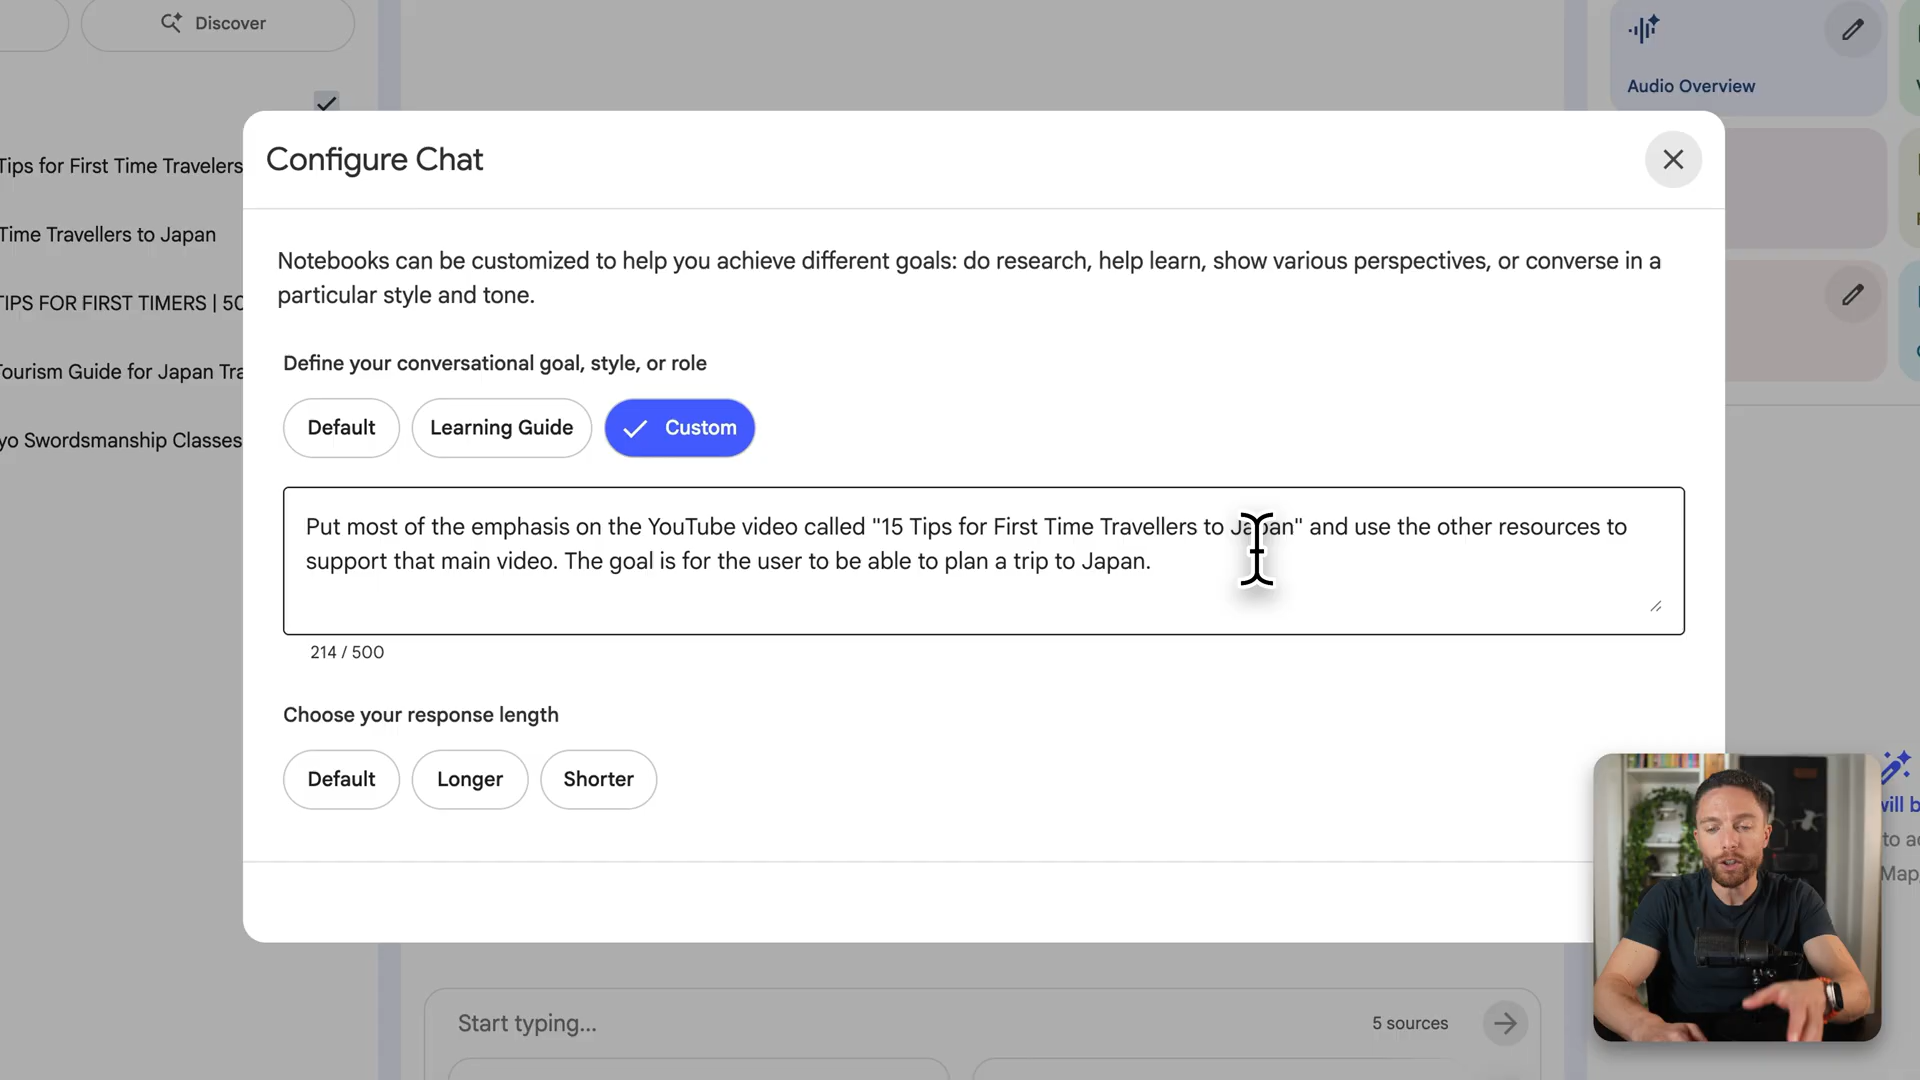 Discover
Audio Overview
Tips for First Time Travelers
Time Travellers to Japan
TIPS FOR FIRST TIMERS | 50
Tourism Guide for Japan Tra
yo Swordsmanship Classes
Configure Chat
Notebooks can be customized to help you achieve different goals: do research, help learn, show various perspectives, or converse in a
particular style and tone.
Define your conversational goal, style, or role
Default
Learning Guide
Custom
Put most of the emphasis on the YouTube video called "15 Tips for First Time Travellers to Japan" and use the other resources to
support that main video. The goal is for the user to be able to plan a trip to Japan.
214 / 500
Choose your response length
Default
Longer
Shorter
will b
to a
Map,
Start typing...
5 sources